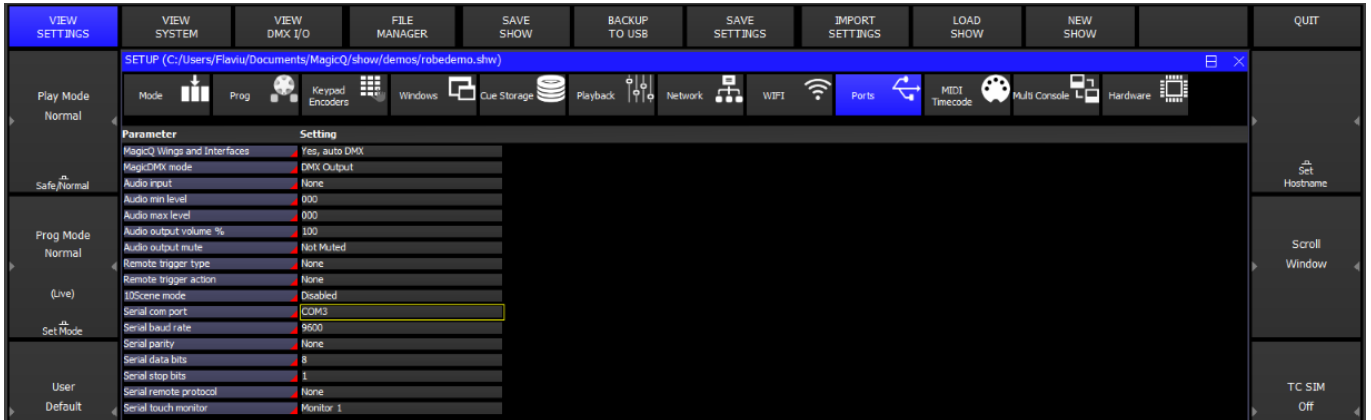 VIEW SETTINGS
VIEW SYSTEM
VIEW DMX I/O
FILE MANAGER
SAVE SHOW
BACKUP TO USB
SAVE SETTINGS
IMPORT SETTINGS
LOAD SHOW
NEW SHOW
QUIT
SETUP (C:/Users/Flaviu/Documents/MagicQ/show/demos/robedemo.shw)
Mode
Prog
Keypad Encoders
Windows
Cue Storage
Playback
Network
WIFI
Ports
MIDI Timecode
Multi Console
Hardware
Play Mode
Normal
Safe/Normal
Prog Mode
Normal
(Live)
Set Mode
User
Default
Parameter Setting
MagicQ Wings and Interfaces Yes, auto DMX
MagicDMX mode DMX Output
Audio input None
Audio min level 000
Audio max level 000
Audio output volume % 100
Audio output mute Not Muted
Remote trigger type None
Remote trigger action None
10Scene mode Disabled
Serial com port COM3
Serial baud rate 9600
Serial parity None
Serial data bits 8
Serial stop bits 1
Serial remote protocol None
Serial touch monitor Monitor 1
Set
Hostname
Scroll
Window
TC SIM
Off